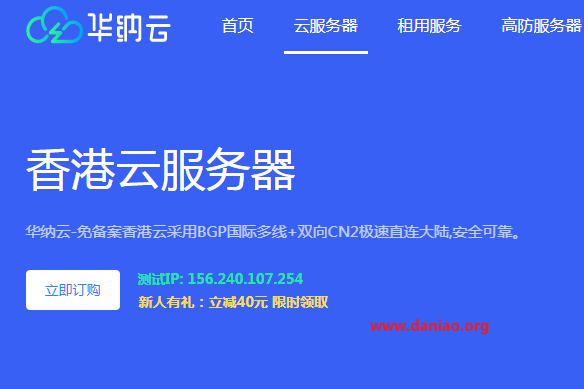 华纳云
首页 云服务器 租用服务 高防服务器
香港云服务器
华纳云-免备案香港云采用BGP国际多线+双向CN2极速直连大陆,安全可靠。
立即订购
测试IP: 156.240.107.254
新人有礼：立减40元 限时领取
www.daniao.org